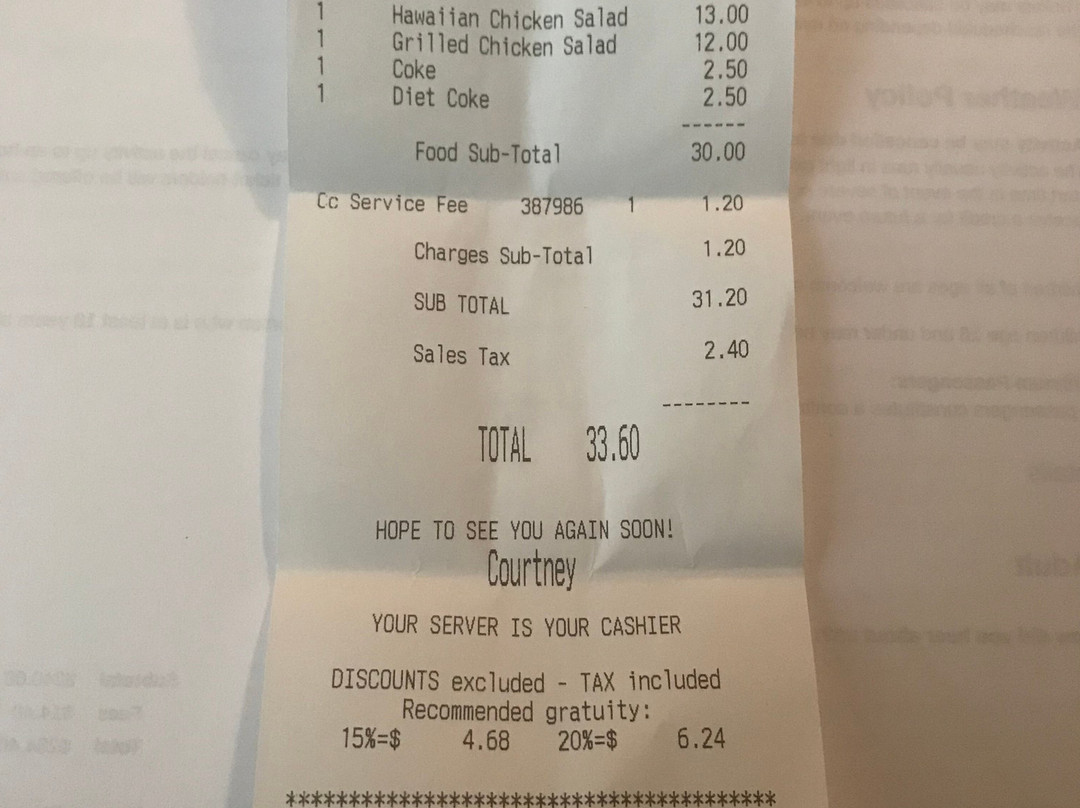 1 Hawaiian Chicken Salad 13.00
1 Grilled Chicken Salad 12.00
1 Coke 2.50
1 Diet Coke 2.50
------
Food Sub-Total 30.00
Cc Service Fee 387986 1 1.20
Charges Sub-Total 1.20
SUB TOTAL 31.20
Sales Tax 2.40
--------
TOTAL 33.60
HOPE TO SEE YOU AGAIN SOON!
Courtney
YOUR SERVER IS YOUR CASHIER
DISCOUNTS excluded - TAX included
Recommended gratuity:
15%=$ 4.68 20%=$ 6.24
***************************************